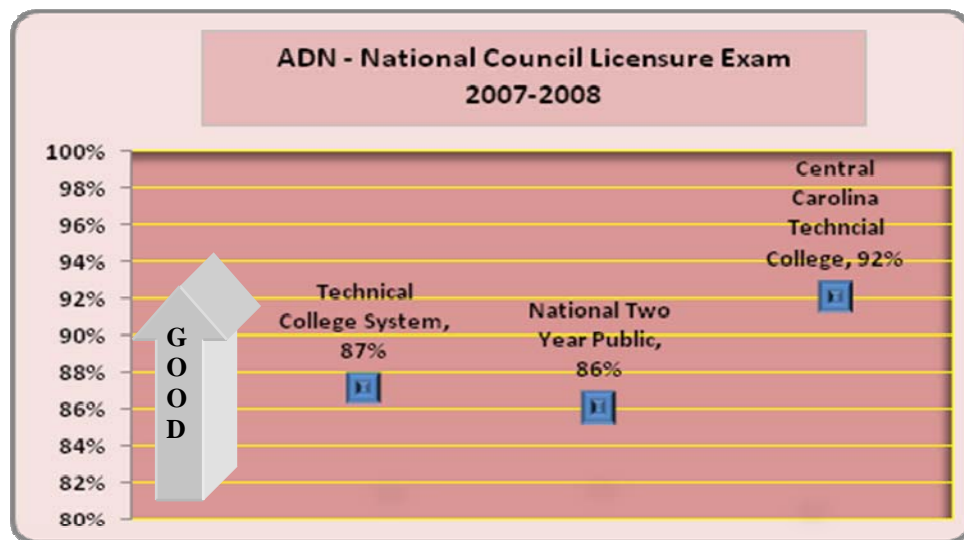 ADN - National Council Licensure Exam
2007-2008
100%
98%
96%
94%
92%
90%
88%
86%
84%
82%
80%
G
O
O
D
Technical
College System,
87%
National Two
Year Public,
86%
Central
Carolina
Techncial
College, 92%